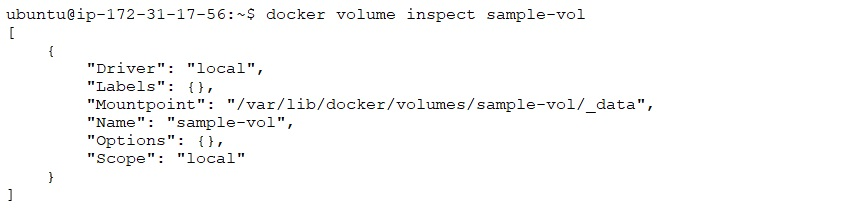 ubuntu@ip-172-31-17-56:~$ docker volume inspect sample-vol
[
    {
        "Driver": "local",
        "Labels": {},
        "Mountpoint": "/var/lib/docker/volumes/sample-vol/_data",
        "Name": "sample-vol",
        "Options": {},
        "Scope": "local"
    }
]